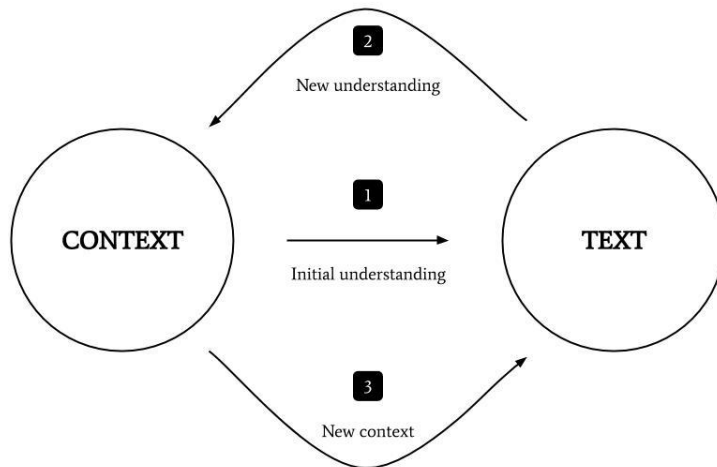 2
New understanding
1
CONTEXT
TEXT
Initial understanding
3
New context